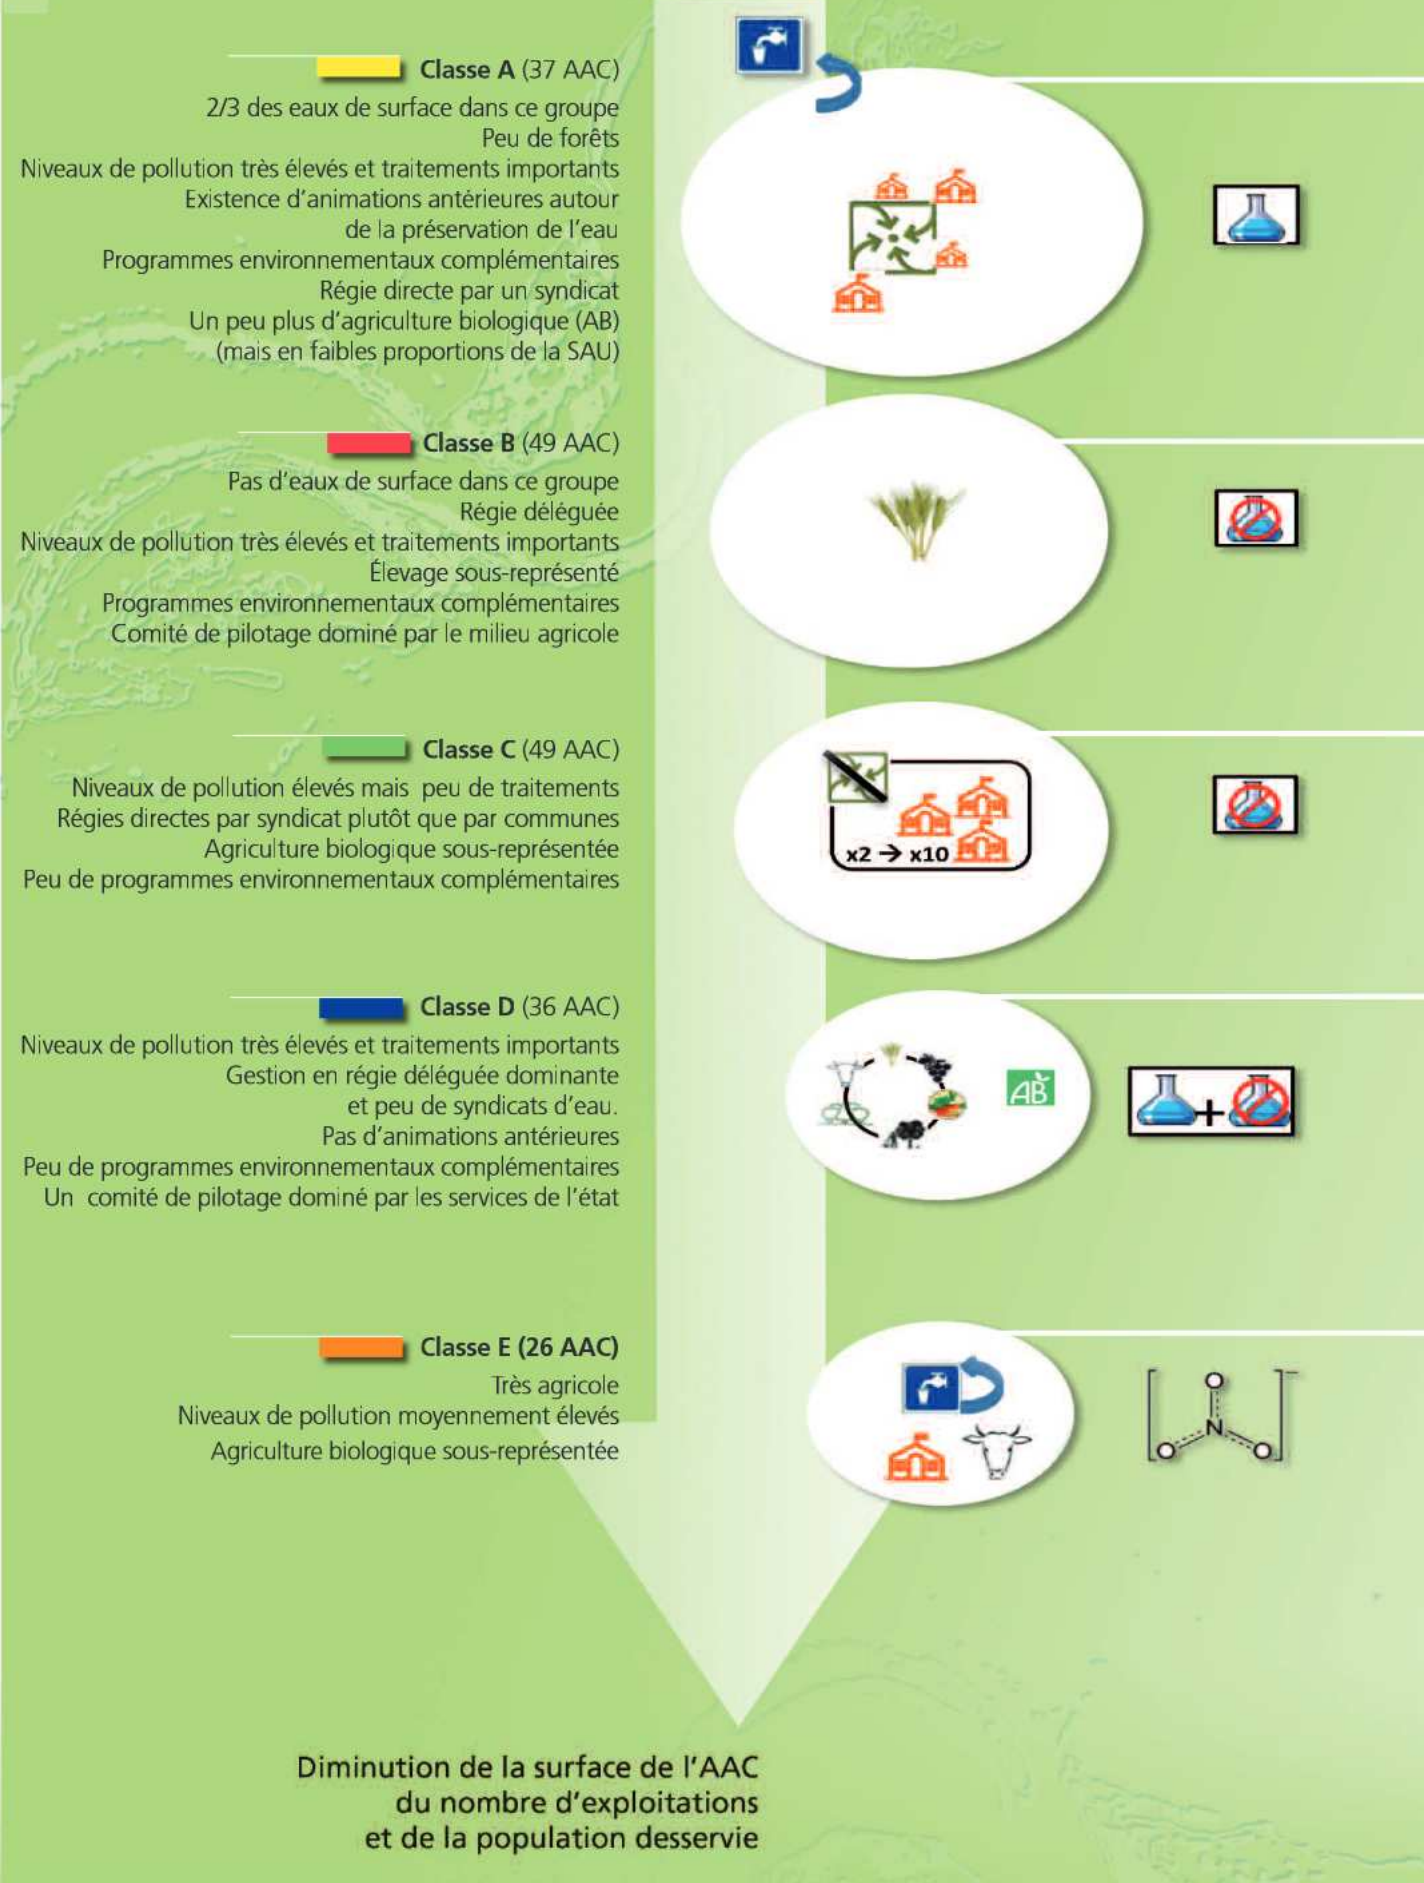 Classe A (37 AAC)
2/3 des eaux de surface dans ce groupe
Peu de forêts
Niveaux de pollution très élevés et traitements importants
Existence d'animations antérieures autour
de la préservation de l'eau
Programmes environnementaux complémentaires
Régie directe par un syndicat
Un peu plus d'agriculture biologique (AB)
(mais en faibles proportions de la SAU)
Classe B (49 AAC)
Pas d'eaux de surface dans ce groupe
Régie déléguée
Niveaux de pollution très élevés et traitements importants
Élevage sous-représenté
Programmes environnementaux complémentaires
Comité de pilotage dominé par le milieu agricole
Classe C (49 AAC)
Niveaux de pollution élevés mais peu de traitements
Régies directes par syndicat plutôt que par communes
Agriculture biologique sous-représentée
Peu de programmes environnementaux complémentaires
x2 → x10
Classe D (36 AAC)
Niveaux de pollution très élevés et traitements importants
Gestion en régie déléguée dominante
et peu de syndicats d'eau.
Pas d'animations antérieures
Peu de programmes environnementaux complémentaires
Un comité de pilotage dominé par les services de l'état
AB
+
Classe E (26 AAC)
Très agricole
Niveaux de pollution moyennement élevés
Agriculture biologique sous-représentée
N
Diminution de la surface de l'AAC
du nombre d'exploitations
et de la population desservie